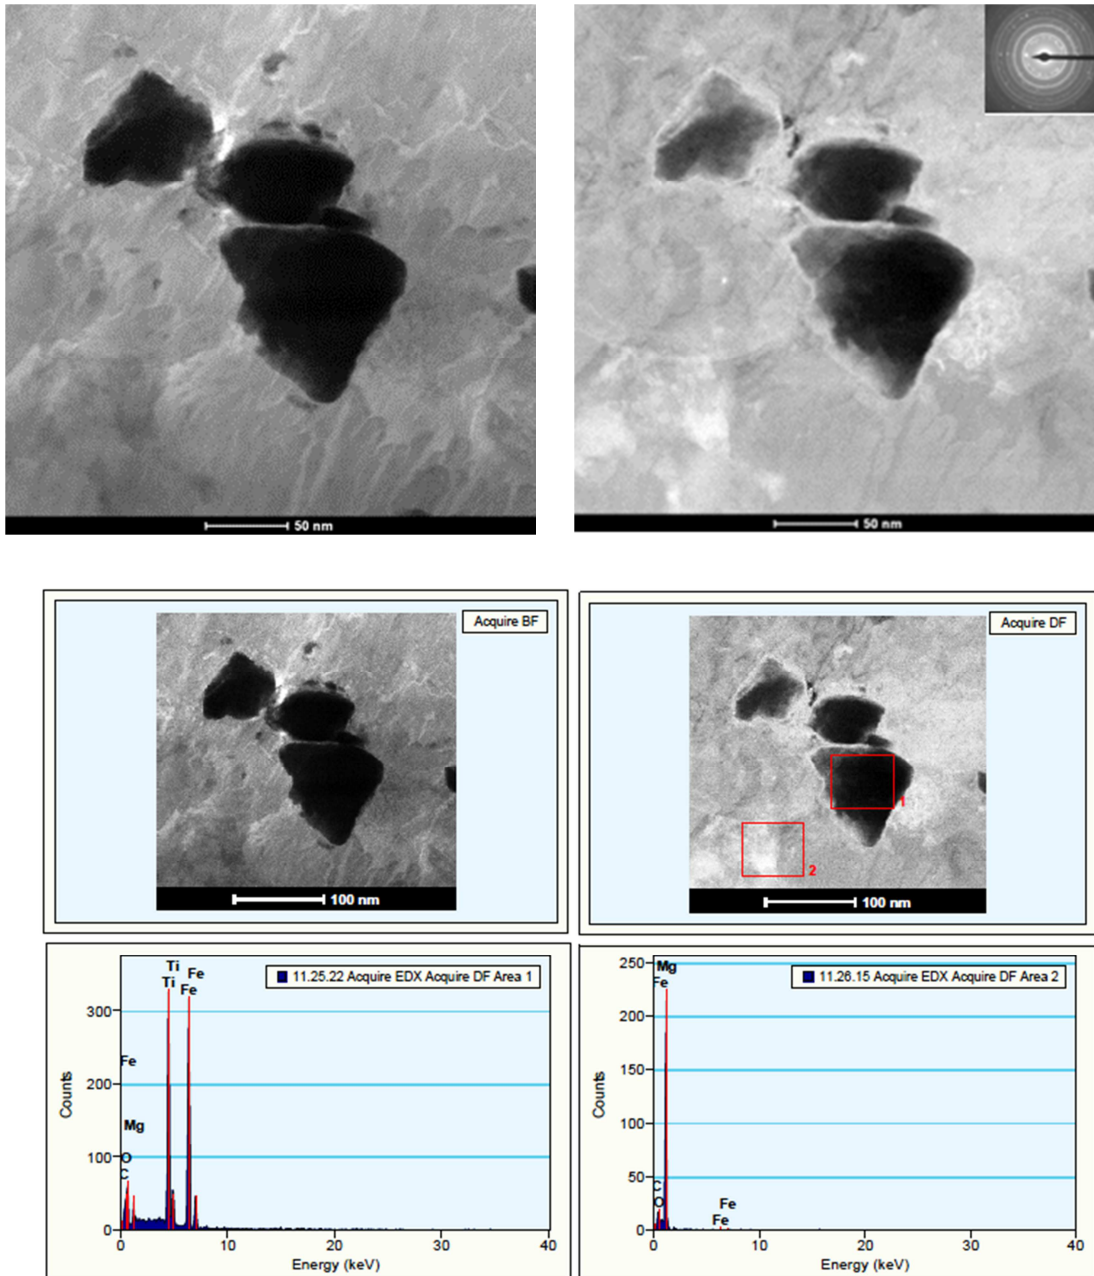 50 nm
50 nm
Acquire BF
Acquire DF
1
2
100 nm
100 nm
11.25.22 Acquire EDX Acquire DF Area 1
Ti
Ti
Fe
Fe
Fe
Mg
O
C
300
200
100
0
Counts
0
10
20
30
40
Energy (keV)
11.26.15 Acquire EDX Acquire DF Area 2
Mg
Fe
C
O
Fe
Fe
250
200
150
100
50
0
Counts
0
10
20
30
40
Energy (keV)